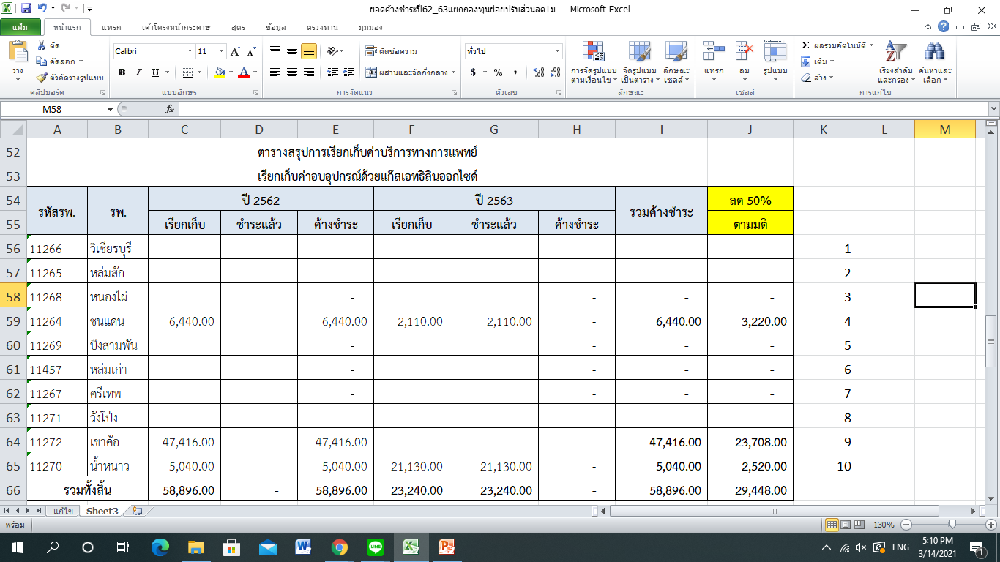 ยอดค้างชำระปี62_63แยกกองทุนย่อยปรับส่วนลด1ม - Microsoft Excel
แฟ้ม หน้าแรก แทรก เค้าโครงหน้ากระดาษ สูตร ข้อมูล ตรวจทาน มุมมอง
วาง ตัด คัดลอก ตัวคัดวางรูปแบบ คลิปบอร์ด
Calibri 11 แบบอักษร
ตัดข้อความ ผสานและจัดกึ่งกลาง การจัดแนว
ทั่วไป ตัวเลข
การจัดรูปแบบตามเงื่อนไข จัดรูปแบบเป็นตาราง ลักษณะเซลล์ ลักษณะ
แทรก ลบ รูปแบบ เซลล์
ผลรวมอัตโนมัติ เติม ล้าง เรียงลำดับและกรอง ค้นหาและเลือก การแก้ไข
M58 fx
A B C D E F G H I J K L M
52 ตารางสรุปการเรียกเก็บค่าบริการทางการแพทย์
53 เรียกเก็บค่าอบอุปกรณ์ด้วยแก๊สเอทธิลินออกไซด์
54 รหัสรพ. รพ. ปี 2562 ปี 2563 รวมค้างชำระ ลด 50%
55 เรียกเก็บ ชำระแล้ว ค้างชำระ เรียกเก็บ ชำระแล้ว ค้างชำระ ตามมติ
56 11266 วิเชียรบุรี - - - - 1
57 11265 หล่มสัก - - - - 2
58 11268 หนองไผ่ - - - - 3
59 11264 ชนแดน 6,440.00 6,440.00 2,110.00 2,110.00 - 6,440.00 3,220.00 4
60 11269 บึงสามพัน - - - - 5
61 11457 หล่มเก่า - - - - 6
62 11267 ศรีเทพ - - - - 7
63 11271 วังโป่ง - - - - 8
64 11272 เขาค้อ 47,416.00 47,416.00 - 47,416.00 23,708.00 9
65 11270 น้ำหนาว 5,040.00 5,040.00 21,130.00 21,130.00 - 5,040.00 2,520.00 10
66 รวมทั้งสิ้น 58,896.00 - 58,896.00 23,240.00 23,240.00 - 58,896.00 29,448.00
แก้ไข Sheet3
พร้อม 130%
ENG 5:10 PM
3/14/2021